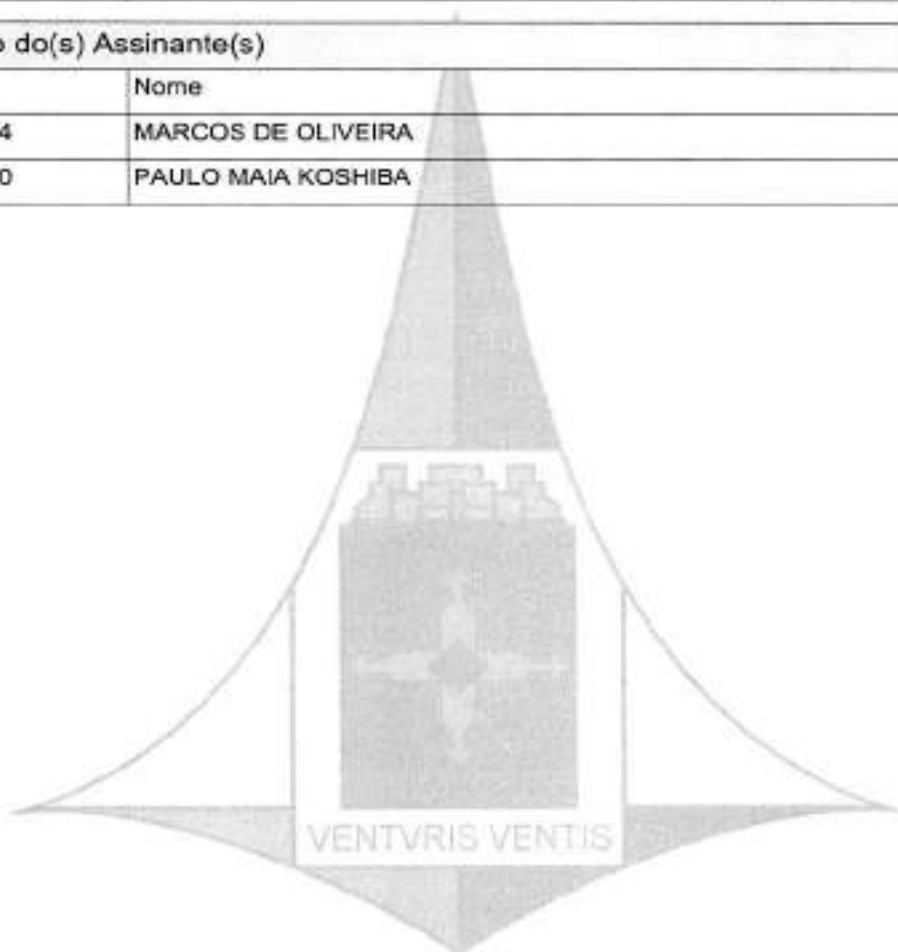 do(s) Assinante(s)
Nome
4 MARCOS DE OLIVEIRA
0 PAULO MAIA KOSHIBA
VENTVRIS VENTIS